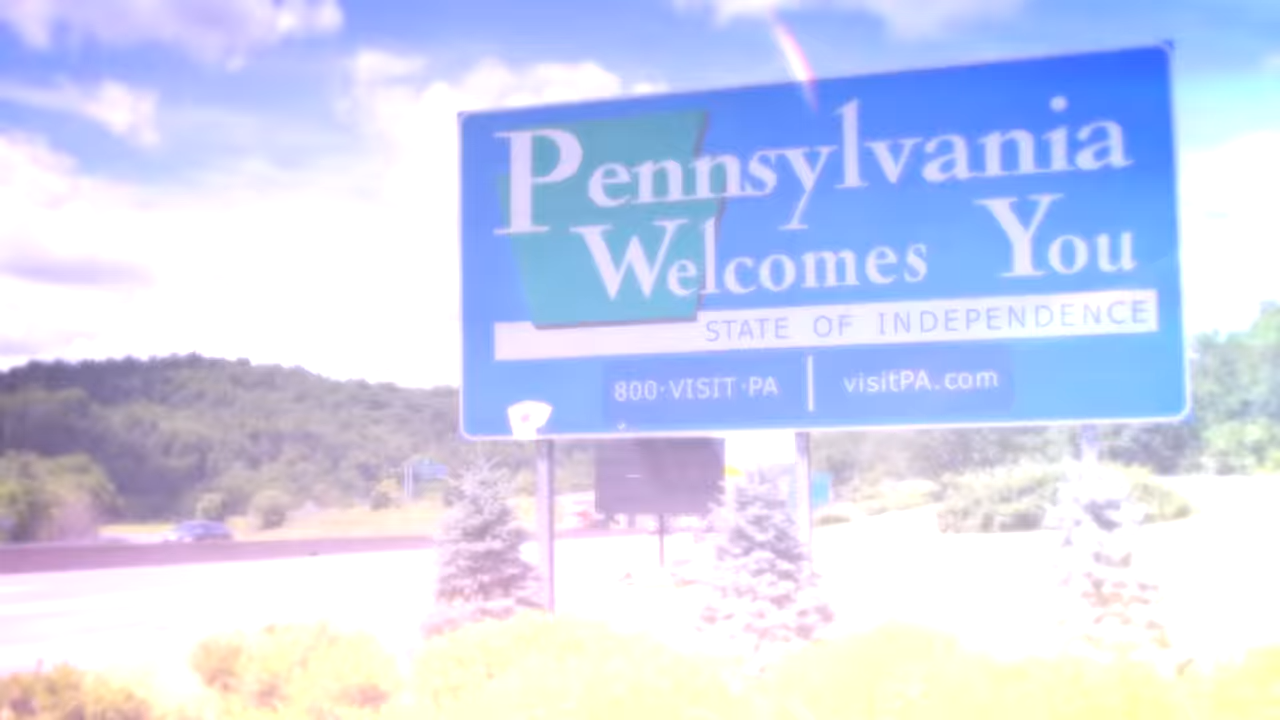 Pennsylvania
Welcomes You
STATE OF INDEPENDENCE
800·VISIT·PA
visitPA.com